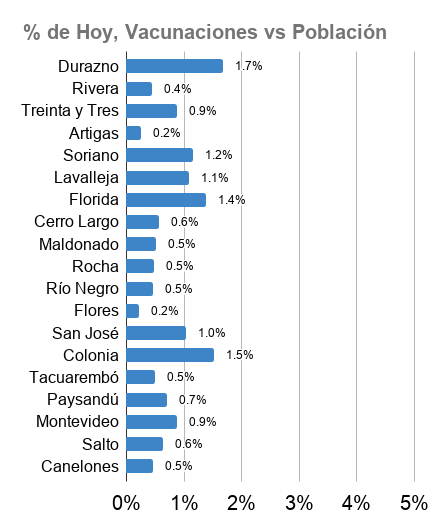 % de Hoy, Vacunaciones vs Población
Durazno 1.7%
Rivera 0.4%
Treinta y Tres 0.9%
Artigas 0.2%
Soriano 1.2%
Lavalleja 1.1%
Florida 1.4%
Cerro Largo 0.6%
Maldonado 0.5%
Rocha 0.5%
Río Negro 0.5%
Flores 0.2%
San José 1.0%
Colonia 1.5%
Tacuarembó 0.5%
Paysandú 0.7%
Montevideo 0.9%
Salto 0.6%
Canelones 0.5%
0% 1% 2% 3% 4% 5%